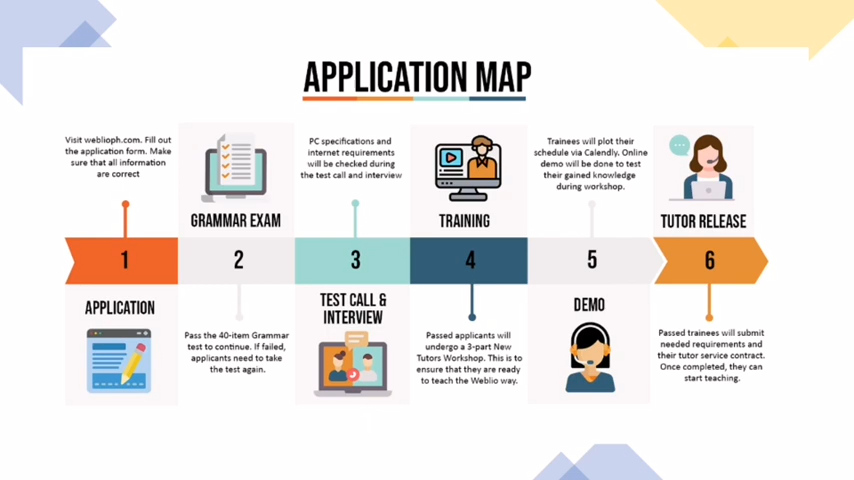 APPLICATION MAP
Visit weblioph.com. Fill out
the application form. Make
sure that all information
are correct
GRAMMAR EXAM
PC specifications and
internet requirements
will be checked during
the test call and interview
TRAINING
Trainees will plot their
schedule via Calendly. Online
demo will be done to test
their gained knowledge
during workshop.
TUTOR RELEASE
1
2
3
4
5
6
APPLICATION
Pass the 40-item Grammar
test to continue. If failed,
applicants need to take
the test again.
TEST CALL &
INTERVIEW
Passed applicants will
undergo a 3-part New
Tutors Workshop. This is to
ensure that they are ready
to teach the Weblio way.
DEMO
Passed trainees will submit
needed requirements and
their tutor service contract.
Once completed, they can
start teaching.